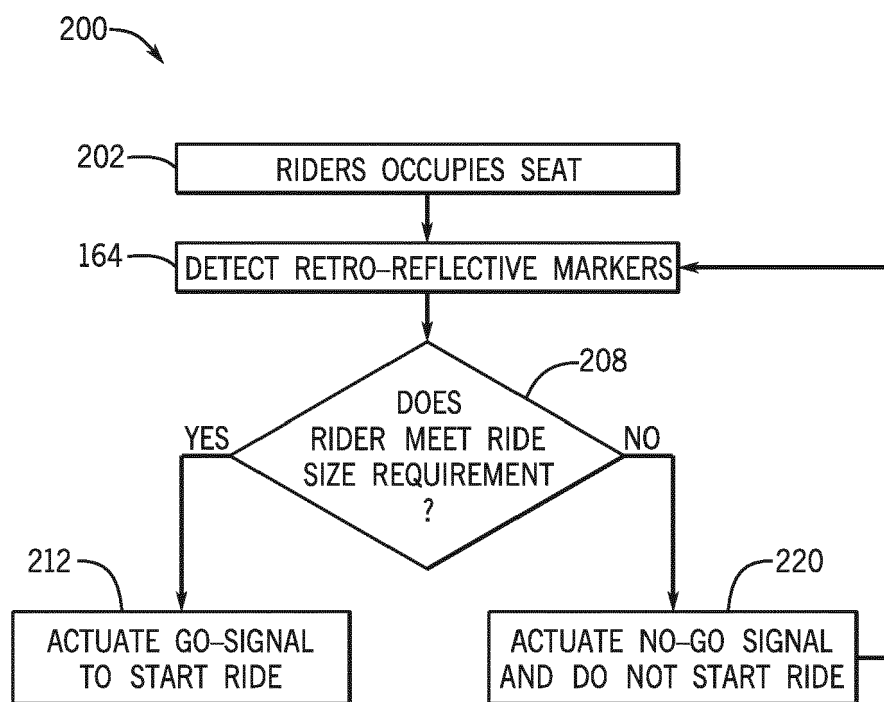 200
202
RIDERS OCCUPIES SEAT
164
DETECT RETRO–REFLECTIVE MARKERS
208
DOES
RIDER MEET RIDE
SIZE REQUIREMENT
?
YES
NO
212
ACTUATE GO–SIGNAL
TO START RIDE
220
ACTUATE NO–GO SIGNAL
AND DO NOT START RIDE